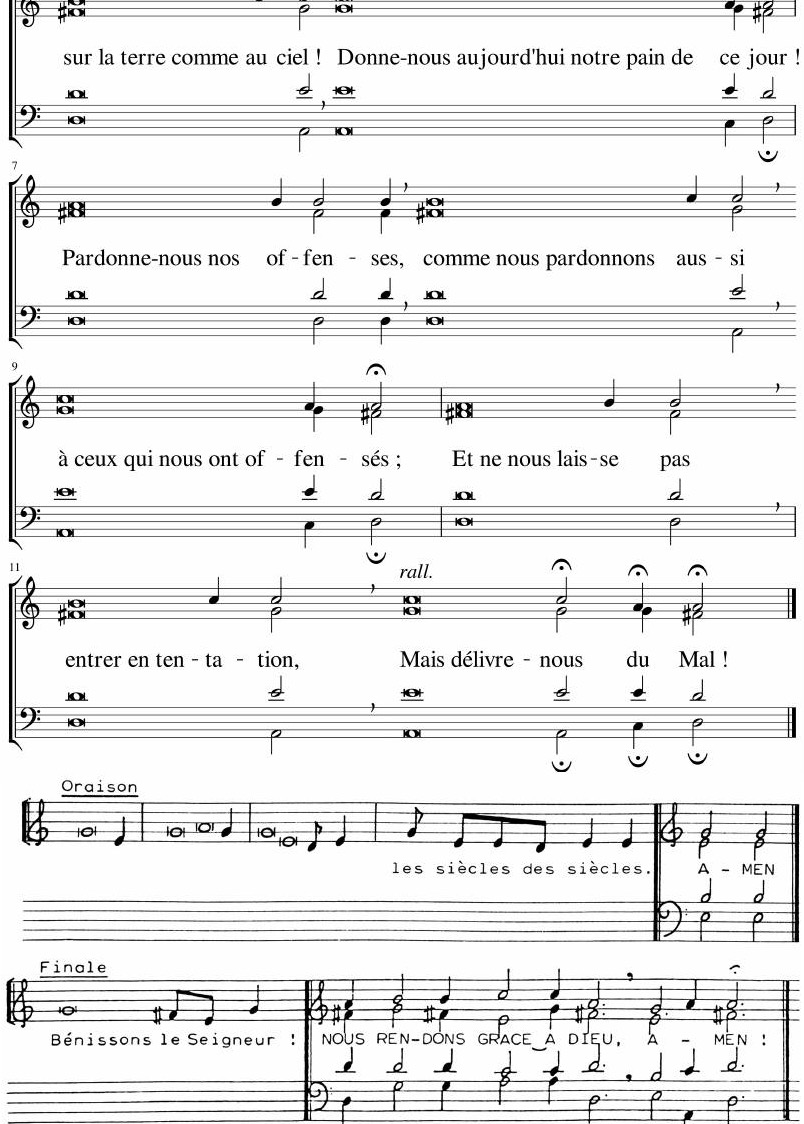 sur la terre comme au ciel ! Donne-nous aujourd'hui notre pain de ce jour !
7
Pardonne-nous nos of - fen - ses, comme nous pardonnons aus - si
9
à ceux qui nous ont of - fen - sés ; Et ne nous lais - se pas
11
rall.
entrer en ten - ta - tion, Mais délivre - nous du Mal !
Oraison
les siècles des siècles. A - MEN
Finale
Bénissons le Seigneur ! NOUS REN-DONS GRACE A DIEU, A - MEN !